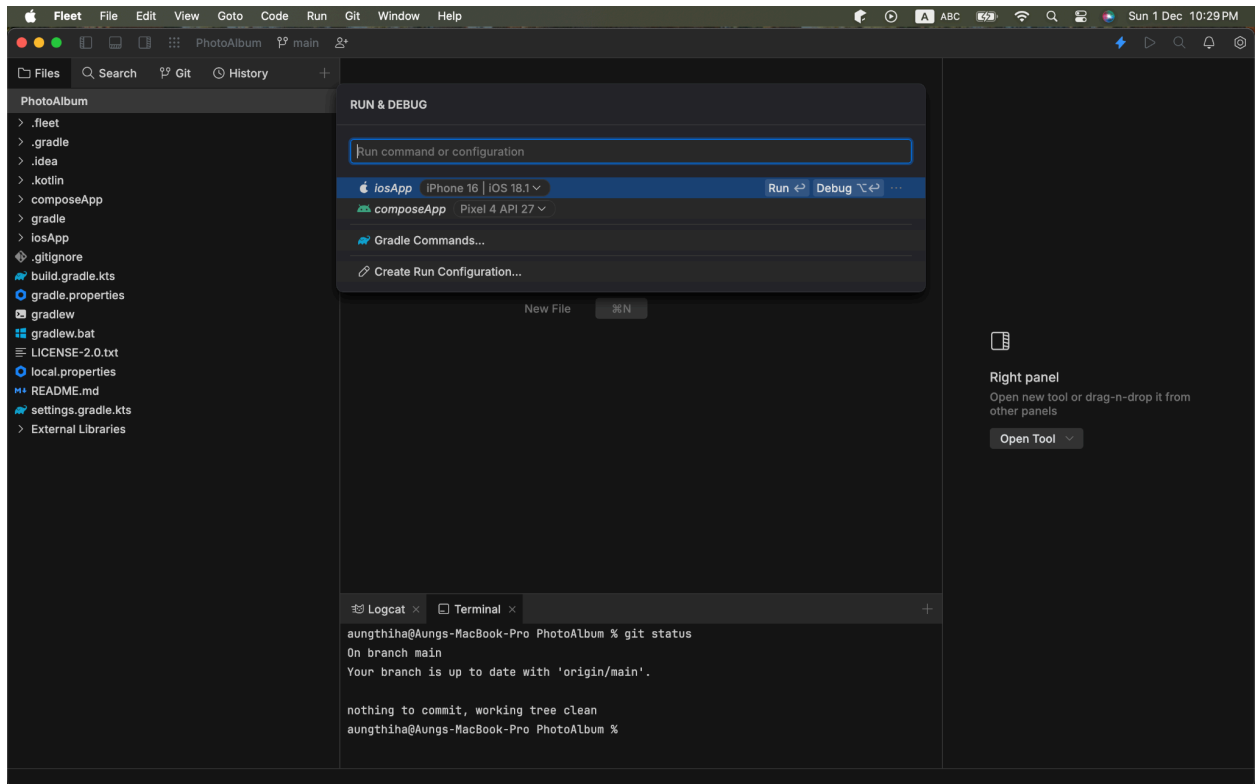 Fleet File Edit View Goto Code Run Git Window Help A ABC Sun 1 Dec 10:29 PM
PhotoAlbum main
Files Search Git History
PhotoAlbum
.fleet
.gradle
.idea
.kotlin
composeApp
gradle
iosApp
.gitignore
build.gradle.kts
gradle.properties
gradlew
gradlew.bat
LICENSE-2.0.txt
local.properties
README.md
settings.gradle.kts
External Libraries
RUN & DEBUG
Run command or configuration
iosApp iPhone 16 | iOS 18.1 Run ↩ Debug ⌥↩ ...
composeApp Pixel 4 API 27
Gradle Commands...
Create Run Configuration...
New File ⌘N
Right panel
Open new tool or drag-n-drop it from
other panels
Open Tool
Logcat Terminal
aungthiha@Aungs-MacBook-Pro PhotoAlbum % git status
On branch main
Your branch is up to date with 'origin/main'.
nothing to commit, working tree clean
aungthiha@Aungs-MacBook-Pro PhotoAlbum %